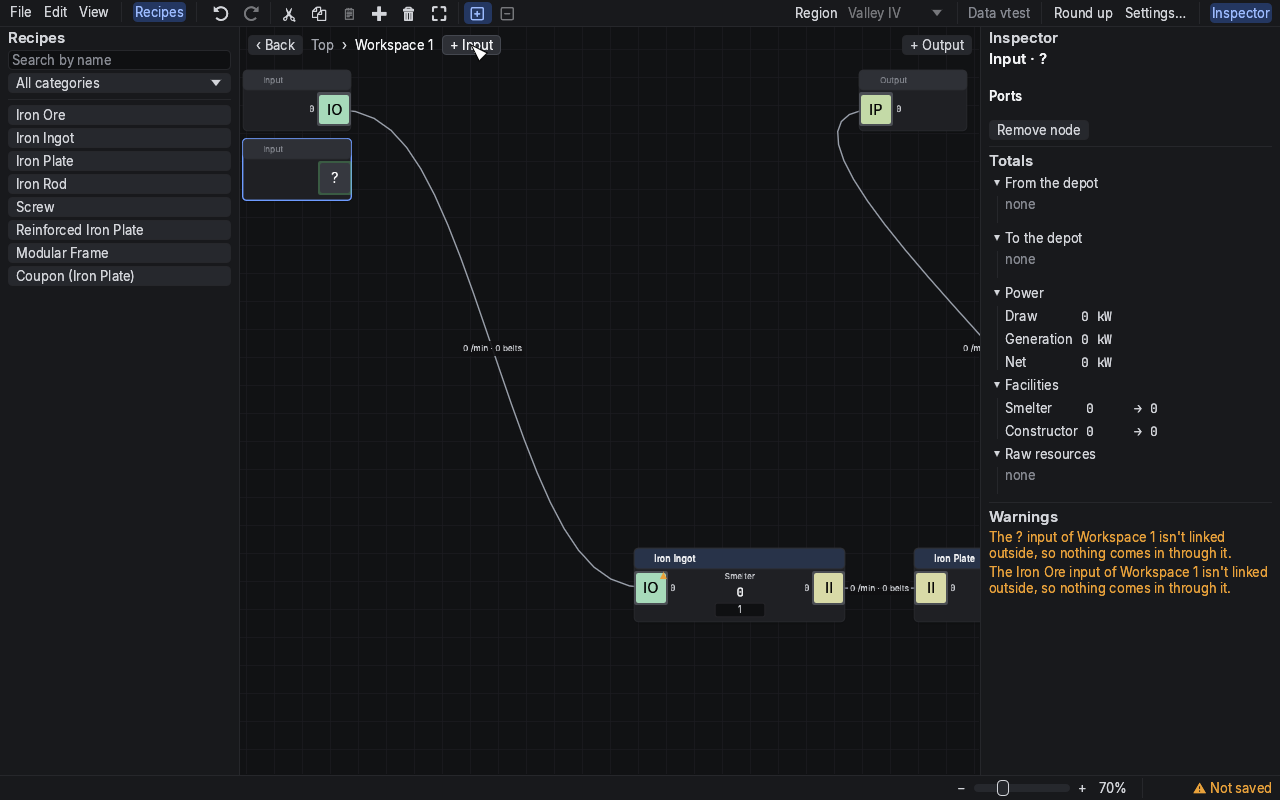 File Edit View Recipes Region Valley IV Data vtest Round up Settings... Inspector
Recipes
Search by name
All categories
Iron Ore
Iron Ingot
Iron Plate
Iron Rod
Screw
Reinforced Iron Plate
Modular Frame
Coupon (Iron Plate)
‹ Back Top › Workspace 1 + Input + Output
Input
0 IO
Input
?
Output
IP 0
0 /min · 0 belts
0 /m
Iron Ingot
IO 0 Smelter 0 II
0
1
0 /min · 0 belts
Iron Plate
II 0
Inspector
Input · ?
Ports
Remove node
Totals
▾ From the depot
none
▾ To the depot
none
▾ Power
Draw 0 kW
Generation 0 kW
Net 0 kW
▾ Facilities
Smelter 0 → 0
Constructor 0 → 0
▾ Raw resources
none
Warnings
The ? input of Workspace 1 isn't linked
outside, so nothing comes in through it.
The Iron Ore input of Workspace 1 isn't linked
outside, so nothing comes in through it.
− + 70% Not saved